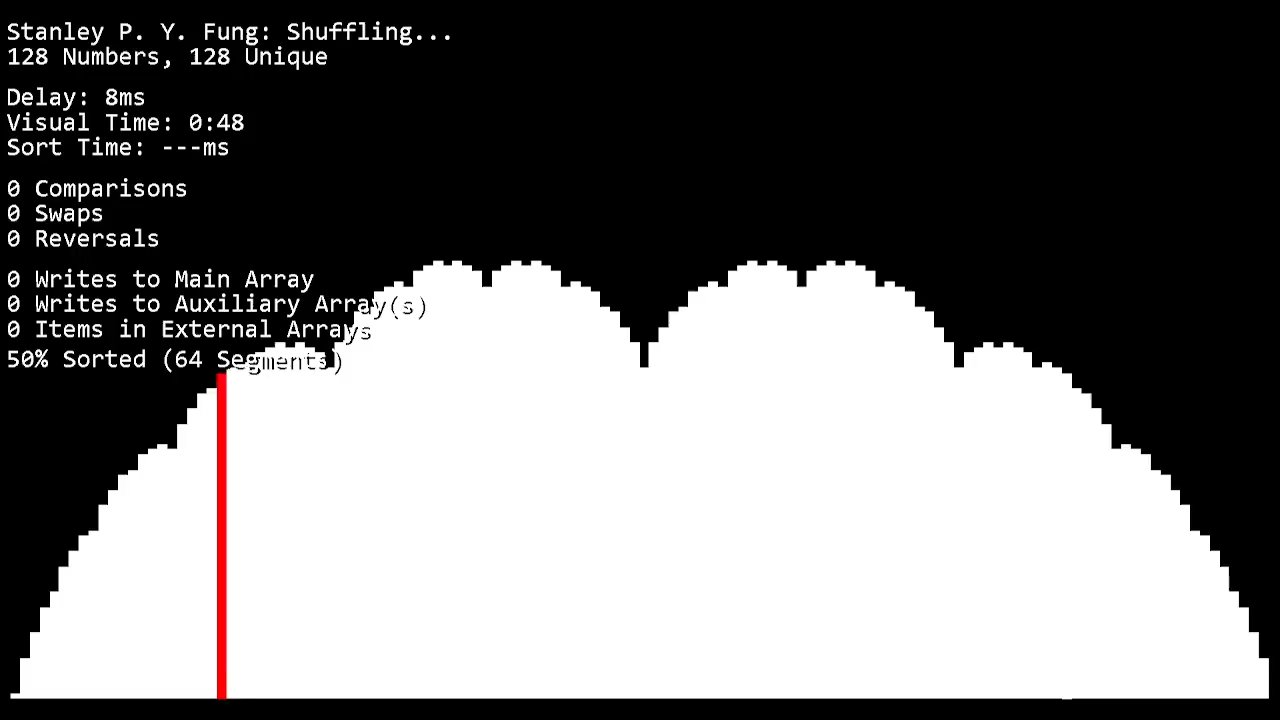 Stanley P. Y. Fung: Shuffling...
128 Numbers, 128 Unique
Delay: 8ms
Visual Time: 0:48
Sort Time: ---ms
0 Comparisons
0 Swaps
0 Reversals
0 Writes to Main Array
0 Writes to Auxiliary Array(s)
0 Items in External Arrays
50% Sorted (64 Segments)